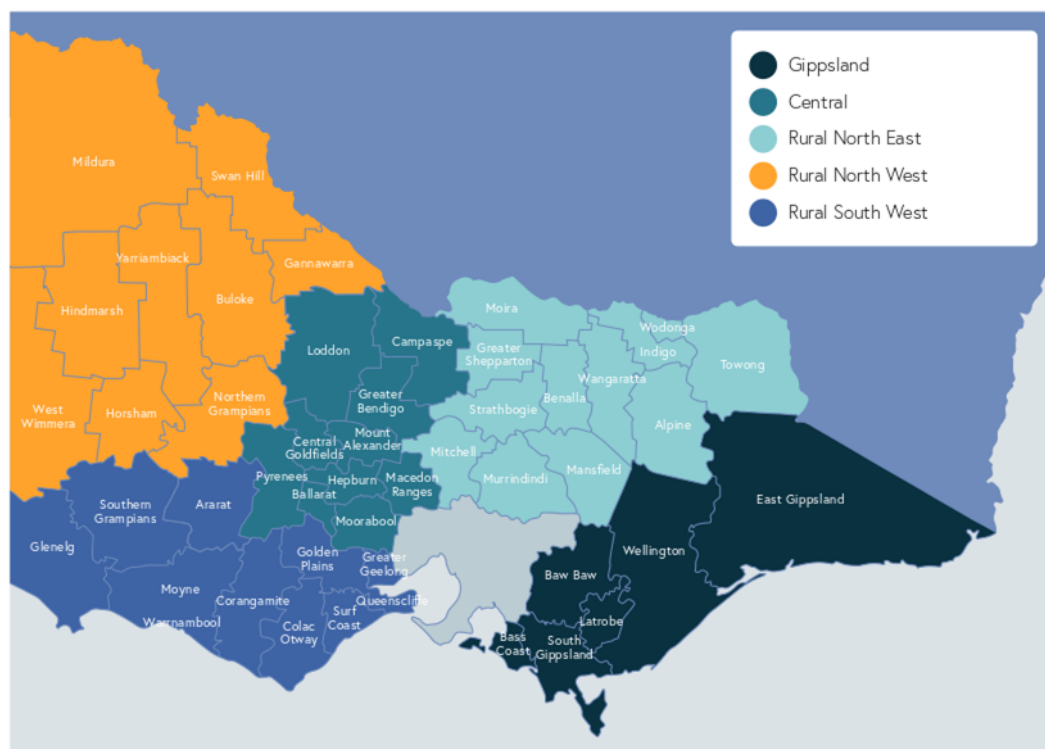 Gippsland
Central
Rural North East
Rural North West
Rural South West
Mildura
Swan Hill
Yarriambiack
Gannawarra
Hindmarsh
Buloke
Moira
Wodonga
Loddon
Campaspe
Greater
Shepparton
Indigo
Towong
Wangaratta
Benalla
West
Wimmera
Horsham
Northern
Grampians
Greater
Bendigo
Strathbogie
Alpine
Central
Goldfields
Mount
Alexander
Mitchell
Murrindindi
Mansfield
Pyrenees
Hepburn
Macedon
Ranges
Ballarat
Moorabool
Southern
Grampians
Ararat
East Gippsland
Glenelg
Golden
Plains
Greater
Geelong
Wellington
Baw Baw
Moyne
Corangamite
Queenscliffe
Warrnambool
Surf
Coast
Colac
Otway
Latrobe
Bass
Coast
South
Gippsland